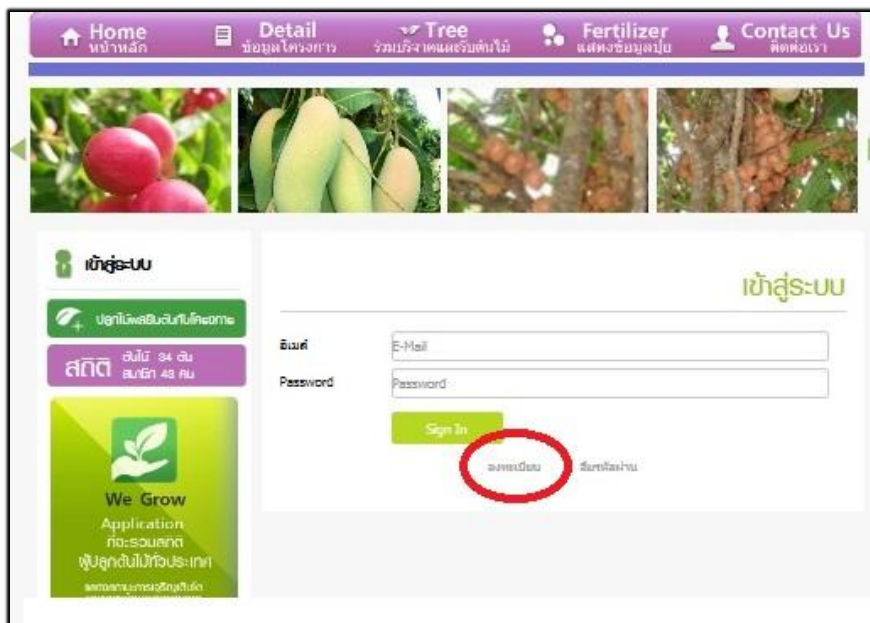 Home
หน้าหลัก
Detail
ข้อมูลโครงการ
Tree
ร่วมบริจาคและรับต้นไม้
Fertilizer
แสดงข้อมูลปุ๋ย
Contact Us
ติดต่อเรา
เข้าสู่ระบบ
ปลูกไม้ผลยืนต้นกับโครงการ
สถิติ
ต้นไม้ 34 ต้น
สมาชิก 43 คน
We Grow
Application
ที่จะรวมสถิติ
ผู้ปลูกต้นไม้ทั่วประเทศ
เข้าสู่ระบบ
อีเมล์
E-Mail
Password
Password
Sign In
ลงทะเบียน
ลืมรหัสผ่าน